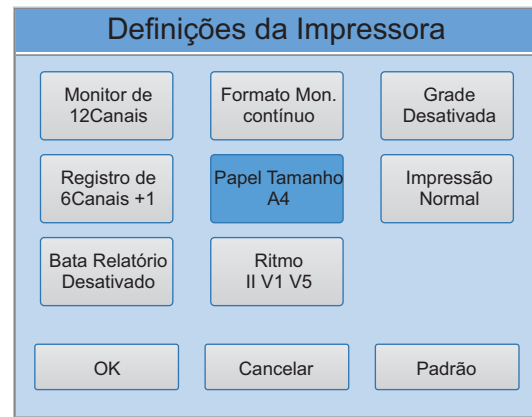 Definições da Impressora
Monitor de
12Canais
Formato Mon.
contínuo
Grade
Desativada
Registro de
6Canais +1
Papel Tamanho
A4
Impressão
Normal
Bata Relatório
Desativado
Ritmo
II V1 V5
OK
Cancelar
Padrão